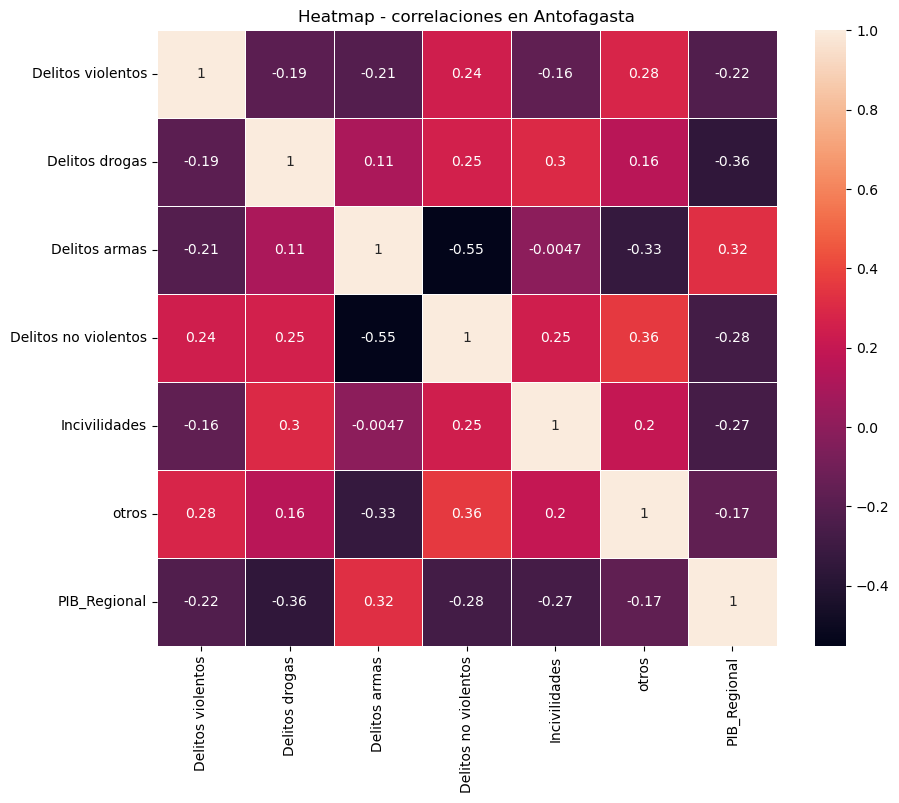 Heatmap - correlaciones en Antofagasta
Delitos violentos 1 -0.19 -0.21 0.24 -0.16 0.28 -0.22
Delitos drogas -0.19 1 0.11 0.25 0.3 0.16 -0.36
Delitos armas -0.21 0.11 1 -0.55 -0.0047 -0.33 0.32
Delitos no violentos 0.24 0.25 -0.55 1 0.25 0.36 -0.28
Incivilidades -0.16 0.3 -0.0047 0.25 1 0.2 -0.27
otros 0.28 0.16 -0.33 0.36 0.2 1 -0.17
PIB_Regional -0.22 -0.36 0.32 -0.28 -0.27 -0.17 1
Delitos violentos
Delitos drogas
Delitos armas
Delitos no violentos
Incivilidades
otros
PIB_Regional
1.0
0.8
0.6
0.4
0.2
0.0
−0.2
−0.4